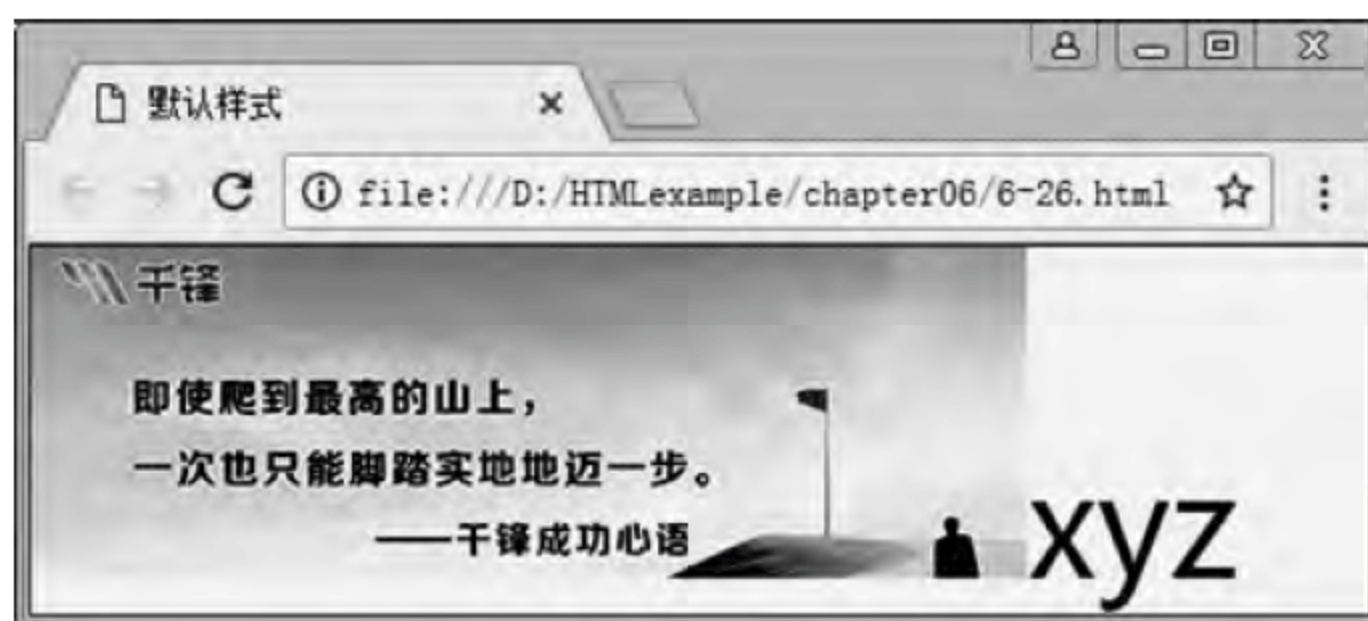 默认样式
file:///D:/HTMLexample/chapter06/6-26.html
千锋
即使爬到最高的山上，
一次也只能脚踏实地地迈一步。
——千锋成功心语
xyz